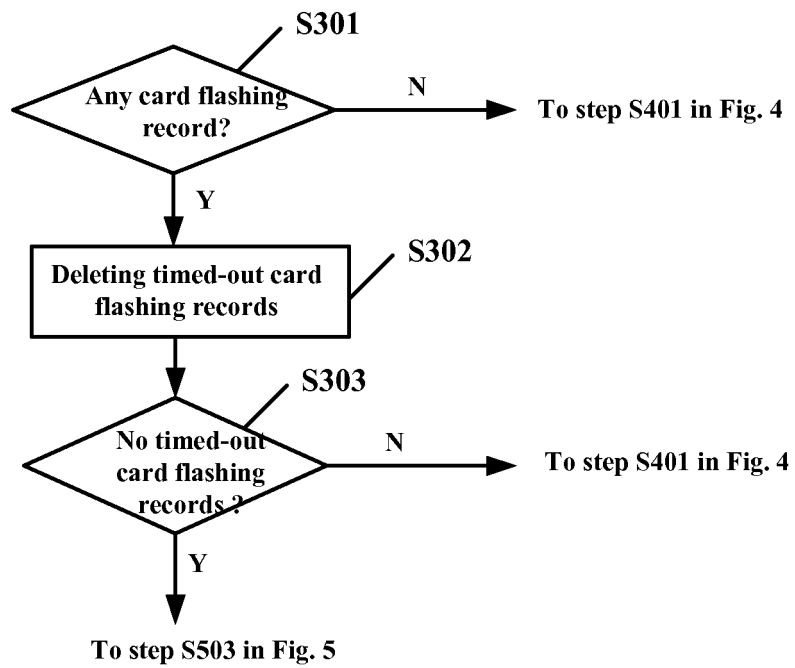 S301
Any card flashing
record?
N
To step S401 in Fig. 4
Y
S302
Deleting timed-out card
flashing records
S303
No timed-out
card flashing
records ?
N
To step S401 in Fig. 4
Y
To step S503 in Fig. 5